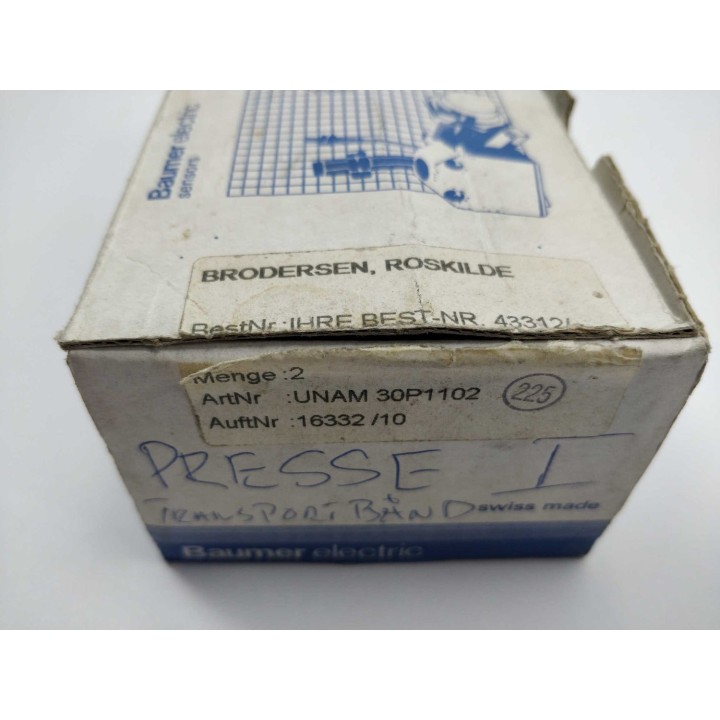 Baumer electric
sensors
BRODERSEN, ROSKILDE
BestNr :IHRE BEST-NR. 43312/
Menge :2
ArtNr :UNAM 30P1102
225
AuftNr :16332 /10
PRESSE I
TRANSPORTBÅND
swiss made
Baumer electric